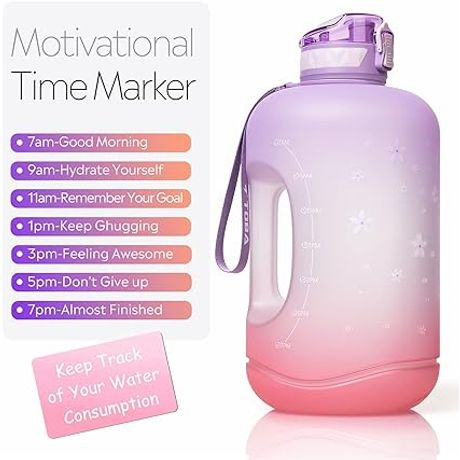 Motivational
Time Marker
7am-Good Morning
9am-Hydrate Yourself
11am-Remember Your Goal
1pm-Keep Ghugging
3pm-Feeling Awesome
5pm-Don't Give up
7pm-Almost Finished
Keep Track
of Your Water
Consumption